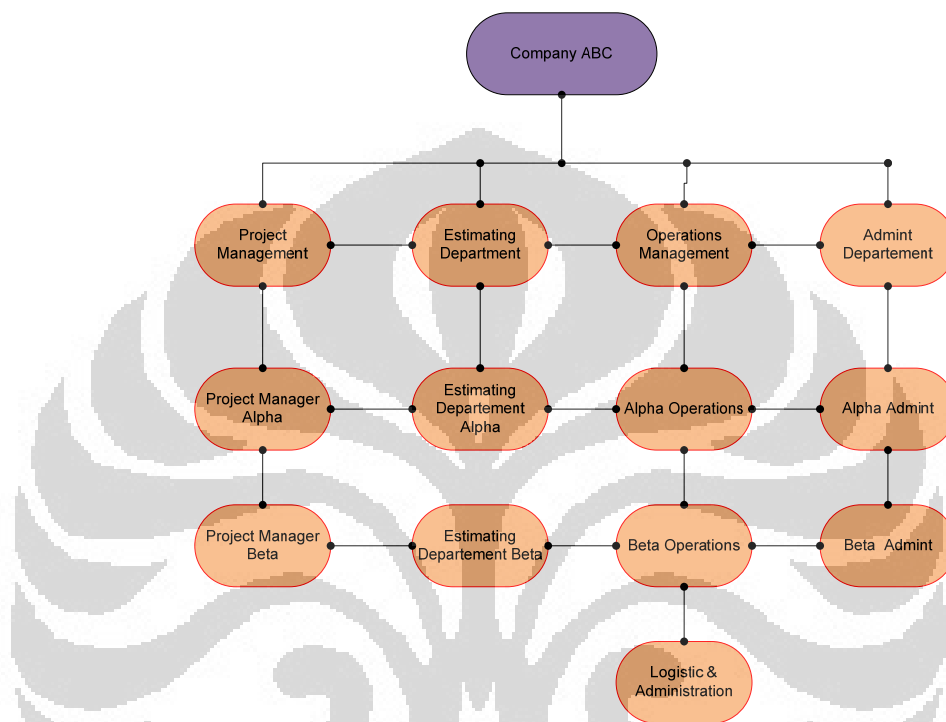 Company ABC
Project
Management
Estimating
Department
Operations
Management
Admint
Departement
Project Manager
Alpha
Estimating
Departement
Alpha
Alpha Operations
Alpha Admint
Project Manager
Beta
Estimating
Departement Beta
Beta Operations
Beta Admint
Logistic &
Administration